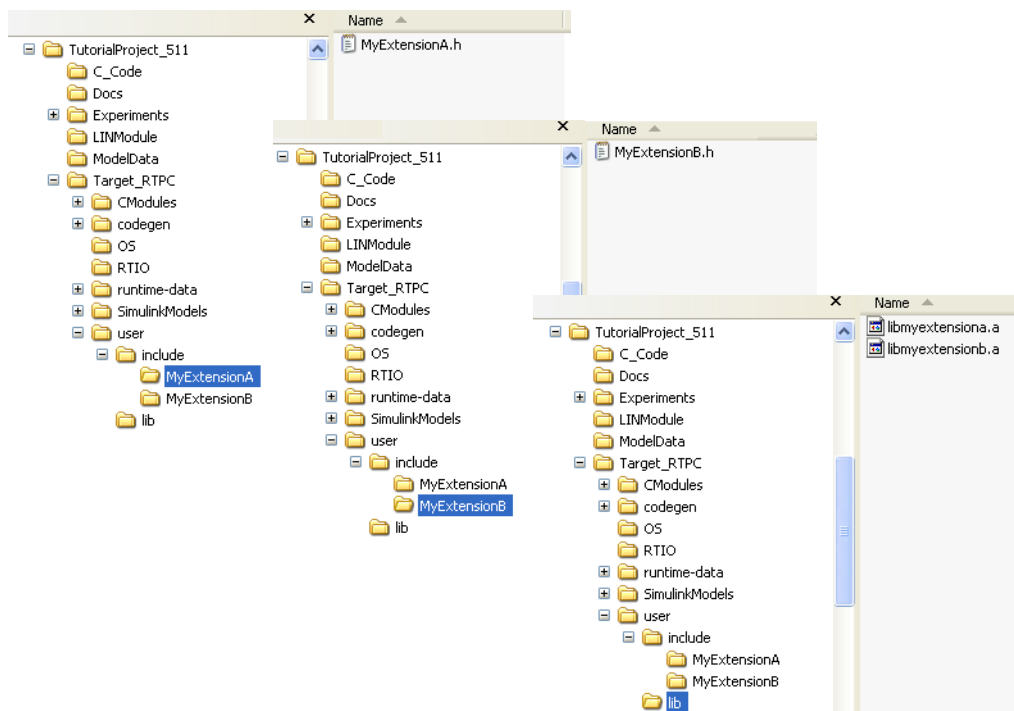 Name
TutorialProject_511
MyExtensionA.h
C_Code
Docs
Experiments
LINModule
ModelData
Target_RTPC
CModules
codegen
OS
RTIO
runtime-data
SimulinkModels
user
include
MyExtensionA
MyExtensionB
lib
Name
TutorialProject_511
MyExtensionB.h
C_Code
Docs
Experiments
LINModule
ModelData
Target_RTPC
CModules
codegen
OS
RTIO
runtime-data
SimulinkModels
user
include
MyExtensionA
MyExtensionB
lib
Name
TutorialProject_511
libmyextensiona.a
libmyextensionb.a
C_Code
Docs
Experiments
LINModule
ModelData
Target_RTPC
CModules
codegen
OS
RTIO
runtime-data
SimulinkModels
user
include
MyExtensionA
MyExtensionB
lib